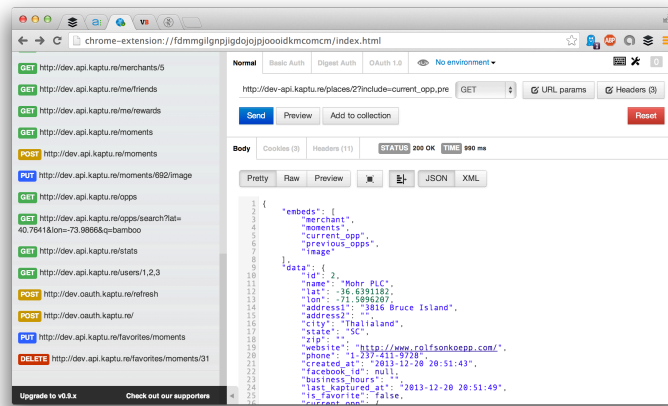 chrome-extension://fdmmgilgnpjigdojojpjoooidkmcomcm/index.html
GET http://dev.api.kaptu.re/merchants/5
GET http://dev.api.kaptu.re/me/friends
GET http://dev.api.kaptu.re/me/rewards
GET http://dev.api.kaptu.re/moments
POST http://dev.api.kaptu.re/moments
PUT http://dev.api.kaptu.re/moments/692/image
GET http://dev.api.kaptu.re/opps
GET http://dev.api.kaptu.re/opps/search?lat=
40.7641&lon=-73.9866&q=bamboo
GET http://dev.api.kaptu.re/stats
GET http://dev.api.kaptu.re/users/1,2,3
POST http://dev.oauth.kaptu.re/refresh
POST http://dev.oauth.kaptu.re/
PUT http://dev.api.kaptu.re/favorites/moments
DELETE http://dev.api.kaptu.re/favorites/moments/31
Upgrade to v0.9.x Check out our supporters
Normal Basic Auth Digest Auth OAuth 1.0 No environment 0
http://dev-api.kaptu.re/places/2?include=current_opp,pre GET URL params Headers (3)
Send Preview Add to collection Reset
Body Cookies (3) Headers (11) STATUS 200 OK TIME 990 ms
Pretty Raw Preview JSON XML
1 {
2 "embeds": [
3 "merchant",
4 "moments",
5 "current_opp",
6 "previous_opps",
7 "image"
8 ],
9 "data": {
10 "id": 2,
11 "name": "Mohr PLC",
12 "lat": -36.6391182,
13 "lon": -71.5096207,
14 "address1": "3816 Bruce Island",
15 "address2": "",
16 "city": "Thalialand",
17 "state": "SC",
18 "zip": "",
19 "website": "http://www.rolfsonkoepp.com/",
20 "phone": "1-237-411-9728",
21 "created_at": "2013-12-20 20:51:43",
22 "facebook_id": null,
23 "business_hours": "",
24 "last_kaptured_at": "2013-12-20 20:51:49",
25 "is_favorite": false,
26 "current_opp": {